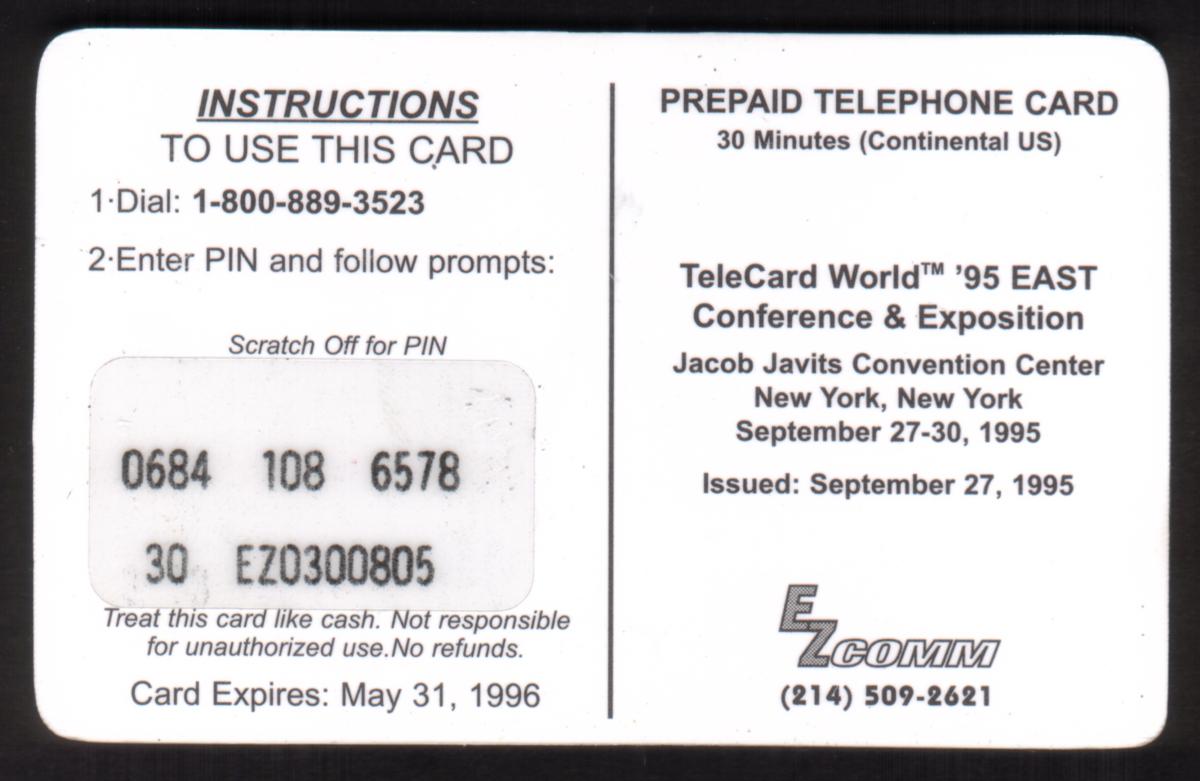 INSTRUCTIONS
TO USE THIS CARD
1·Dial: 1-800-889-3523
2·Enter PIN and follow prompts:
Scratch Off for PIN
0684 108 6578
30 EZ0300805
Treat this card like cash. Not responsible
for unauthorized use.No refunds.
Card Expires: May 31, 1996
PREPAID TELEPHONE CARD
30 Minutes (Continental US)
TeleCard World™ '95 EAST
Conference & Exposition
Jacob Javits Convention Center
New York, New York
September 27-30, 1995
Issued: September 27, 1995
EZCOMM
(214) 509-2621